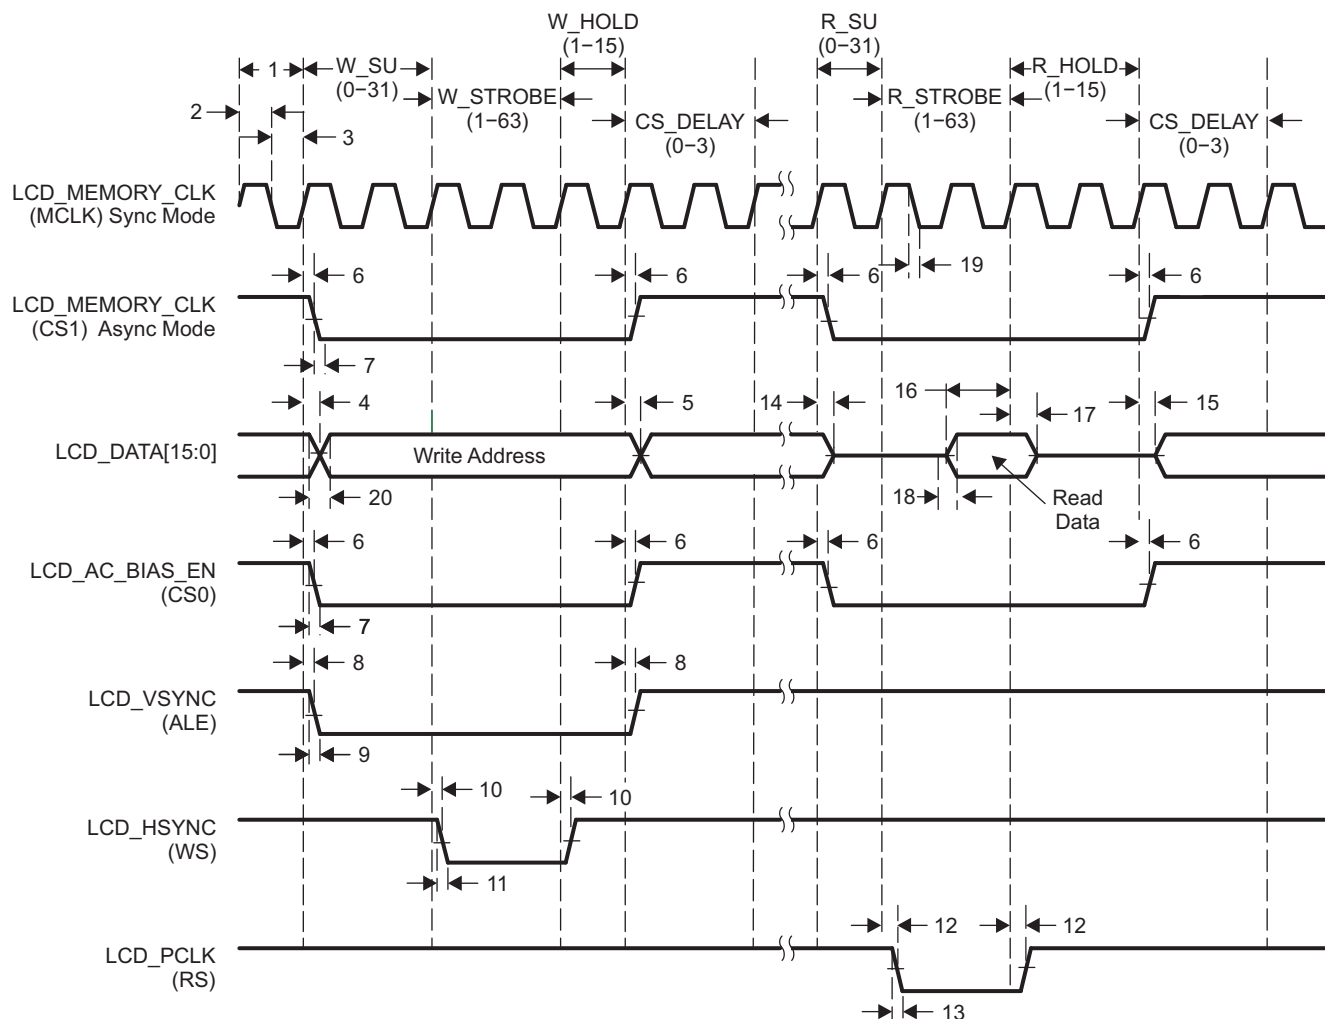 W_HOLD
(1−15)
R_SU
(0−31)
1
W_SU
(0−31)
R_HOLD
(1−15)
2
W_STROBE
(1−63)
R_STROBE
(1−63)
3
CS_DELAY
(0−3)
CS_DELAY
(0−3)
LCD_MEMORY_CLK
(MCLK) Sync Mode
19
6
6
6
6
LCD_MEMORY_CLK
(CS1) Async Mode
7
16
4
5
14
17
15
LCD_DATA[15:0]
Write Address
20
18
Read
Data
6
6
6
6
LCD_AC_BIAS_EN
(CS0)
7
8
8
LCD_VSYNC
(ALE)
9
10
10
LCD_HSYNC
(WS)
11
12
12
LCD_PCLK
(RS)
13